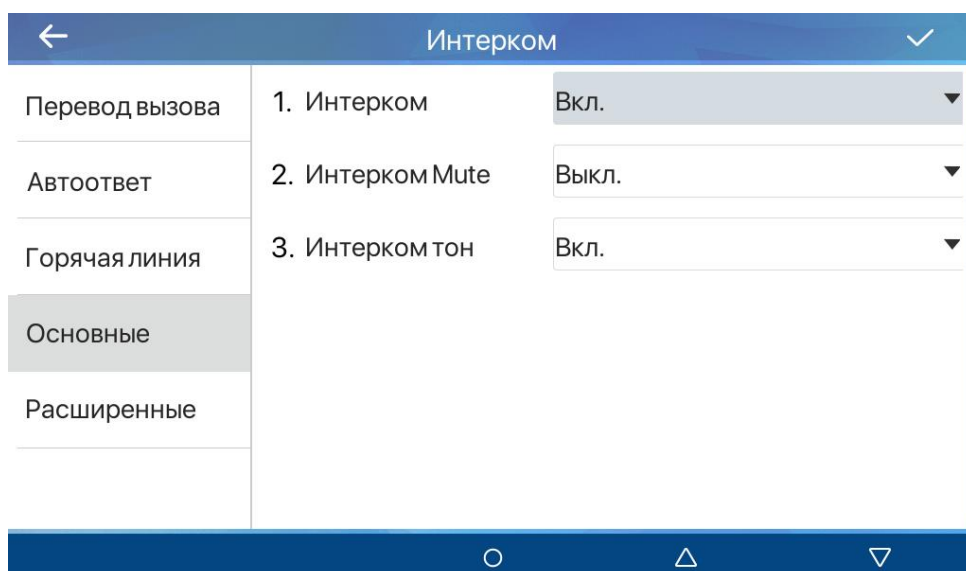 Интерком
Перевод вызова
Автоответ
Горячая линия
Основные
Расширенные
1. Интерком Вкл.
2. Интерком Mute Выкл.
3. Интерком тон Вкл.